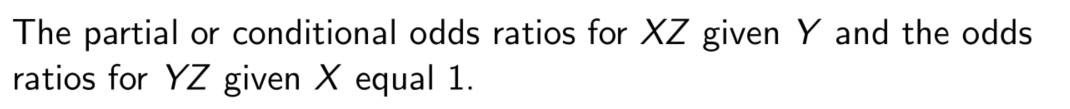 The partial or conditional odds ratios for XZ given Y and the odds
ratios for YZ given X equal 1.